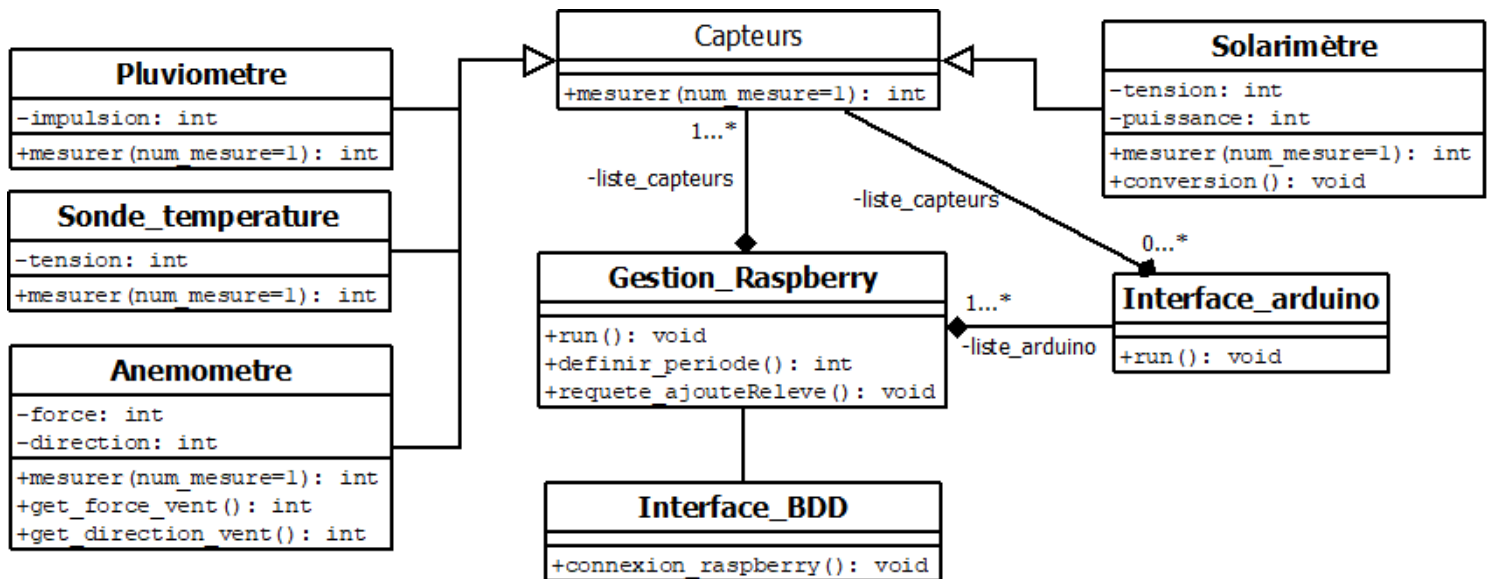 Capteurs
+mesurer(num_mesure=1): int
Pluviometre
-impulsion: int
+mesurer(num_mesure=1): int
Sonde_temperature
-tension: int
+mesurer(num_mesure=1): int
Anemometre
-force: int
-direction: int
+mesurer(num_mesure=1): int
+get_force_vent(): int
+get_direction_vent(): int
Solarimètre
-tension: int
-puissance: int
+mesurer(num_mesure=1): int
+conversion(): void
1...*
-liste_capteurs
-liste_capteurs
0...*
Gestion_Raspberry
+run(): void
+definir_periode(): int
+requete_ajouteReleve(): void
1...*
-liste_arduino
Interface_arduino
+run(): void
Interface_BDD
+connexion_raspberry(): void